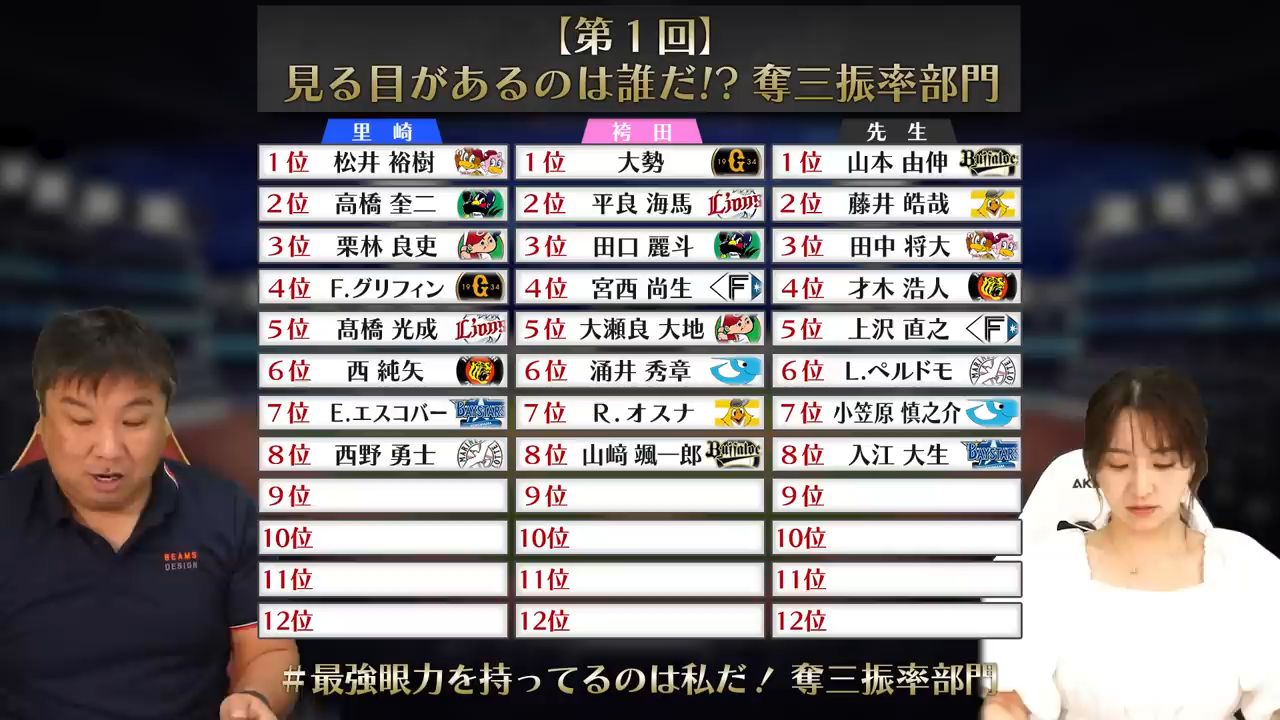 【第1回】
見る目があるのは誰だ!? 奪三振率部門
里崎
袴田
先生
1位 松井 裕樹
1位 大勢
1位 山本 由伸
2位 高橋 奎二
2位 平良 海馬
2位 藤井 皓哉
3位 栗林 良吏
3位 田口 麗斗
3位 田中 将大
4位 F.グリフィン
4位 宮西 尚生
4位 才木 浩人
5位 髙橋 光成
5位 大瀬良 大地
5位 上沢 直之
6位 西 純矢
6位 涌井 秀章
6位 L.ペルドモ
7位 E.エスコバー
7位 R.オスナ
7位 小笠原 慎之介
8位 西野 勇士
8位 山﨑 颯一郎
8位 入江 大生
9位
9位
9位
10位
10位
10位
11位
11位
11位
12位
12位
12位
BEAMS
DESIGN
#最強眼力を持ってるのは私だ! 奪三振率部門